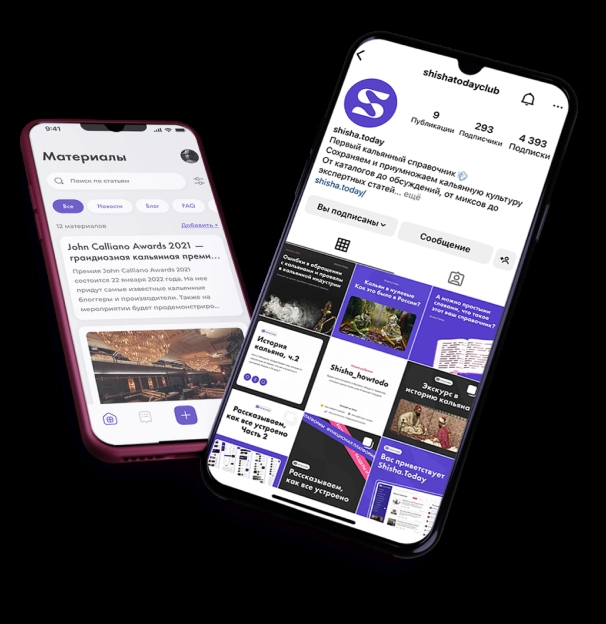 9:41
Материалы
Поиск по статьям
Все
Новости
Блог
FAQ
12 материалов
Добавить +
John Calliano Awards 2021 —
грандиозная кальянная преми...
Премия John Calliano Awards 2021
состоится 22 января 2022 года. На нее
придут самые известные кальянные
блоггеры и производители. Также на
мероприятии будет продемонстриро...
shishatodayclub
9
Публикации
293
Подписчики
4 393
Подписки
shisha.today
Первый кальянный справочник
Сохраняем и приумножаем кальянную культуру
От каталогов до обсуждений, от миксов до
экспертных статей... ещё
shisha.today/
Вы подписаны
Сообщение
Ошибки в обращении
с кальянами и провалы
в кальянной индустрии
Кальян в нулевые
Как это было в России?
А можно простыми
словами, что такое
этот ваш справочник?
История
кальяна, ч.2
Shisha_howtodo
Экскурс в
историю кальяна
Рассказываем,
как все устроено
Часть 2
Рассказываем,
как все устроено
Вас приветствует
Shisha.Today